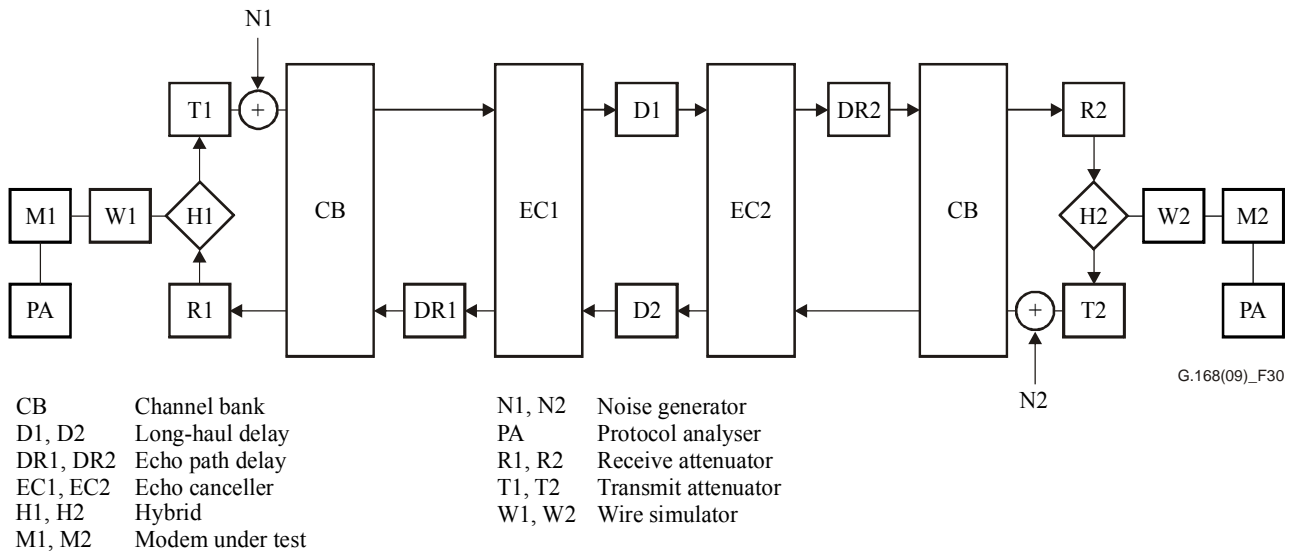 N1
T1 + D1 DR2 R2
M1 W1 H1 CB EC1 EC2 CB H2 W2 M2
PA R1 DR1 D2 + T2 PA
G.168(09)_F30
N2
CB Channel bank
D1, D2 Long-haul delay
DR1, DR2 Echo path delay
EC1, EC2 Echo canceller
H1, H2 Hybrid
M1, M2 Modem under test
N1, N2 Noise generator
PA Protocol analyser
R1, R2 Receive attenuator
T1, T2 Transmit attenuator
W1, W2 Wire simulator